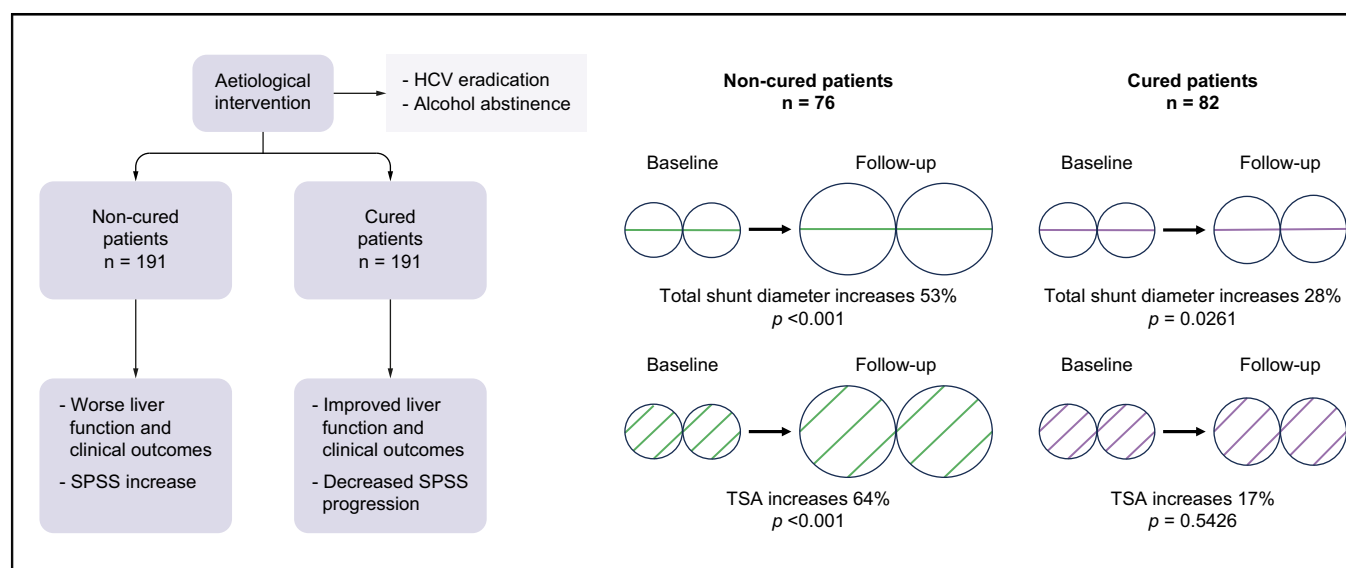 Aetiological
intervention
- HCV eradication
- Alcohol abstinence
Non-cured
patients
n = 191
Cured
patients
n = 191
- Worse liver
function and
clinical outcomes
- SPSS increase
- Improved liver
function and
clinical outcomes
- Decreased SPSS
progression
Non-cured patients
n = 76
Baseline
Follow-up
Total shunt diameter increases 53%
p <0.001
Baseline
Follow-up
TSA increases 64%
p <0.001
Cured patients
n = 82
Baseline
Follow-up
Total shunt diameter increases 28%
p = 0.0261
Baseline
Follow-up
TSA increases 17%
p = 0.5426